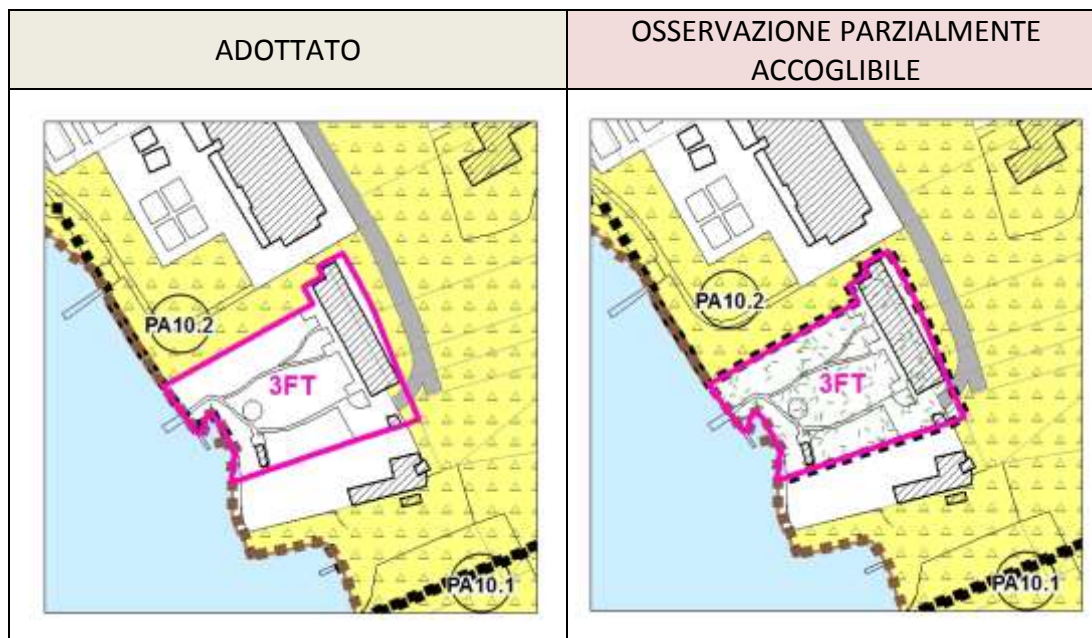 ADOTTATO
OSSERVAZIONE PARZIALMENTE
ACCOGLIBILE
PA10.2
3FT
PA10.1
PA10.2
3FT
PA10.1